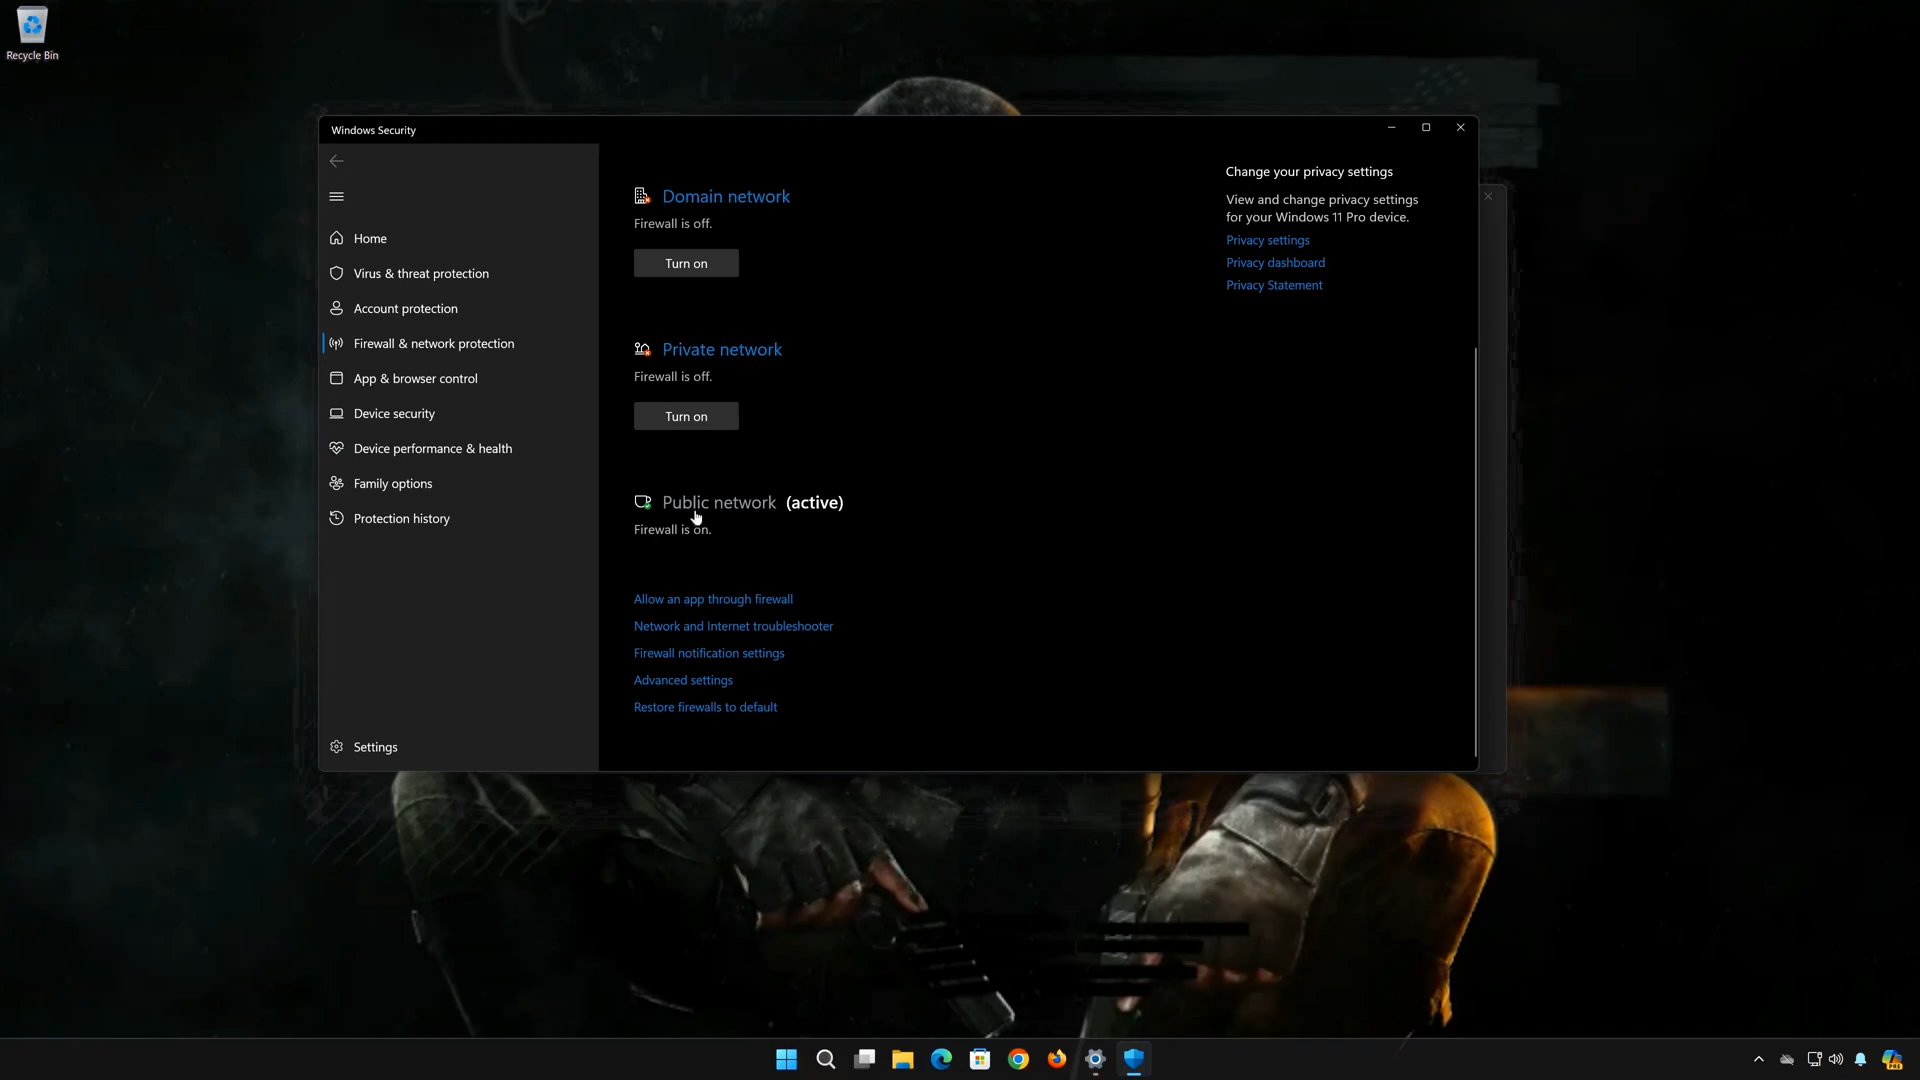 Recycle Bin
Windows Security
Home
Virus & threat protection
Account protection
Firewall & network protection
App & browser control
Device security
Device performance & health
Family options
Protection history
Settings
Domain network
Firewall is off.
Turn on
Private network
Firewall is off.
Turn on
Public network (active)
Firewall is on.
Allow an app through firewall
Network and Internet troubleshooter
Firewall notification settings
Advanced settings
Restore firewalls to default
Change your privacy settings
View and change privacy settings
for your Windows 11 Pro device.
Privacy settings
Privacy dashboard
Privacy Statement
PRE